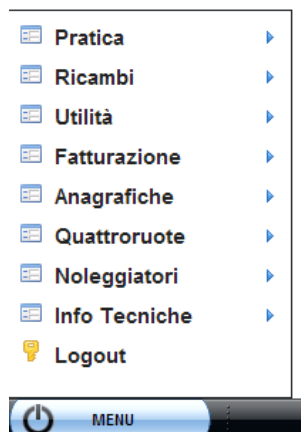 Pratica
Ricambi
Utilità
Fatturazione
Anagrafiche
Quattroruote
Noleggiatori
Info Tecniche
Logout
MENU